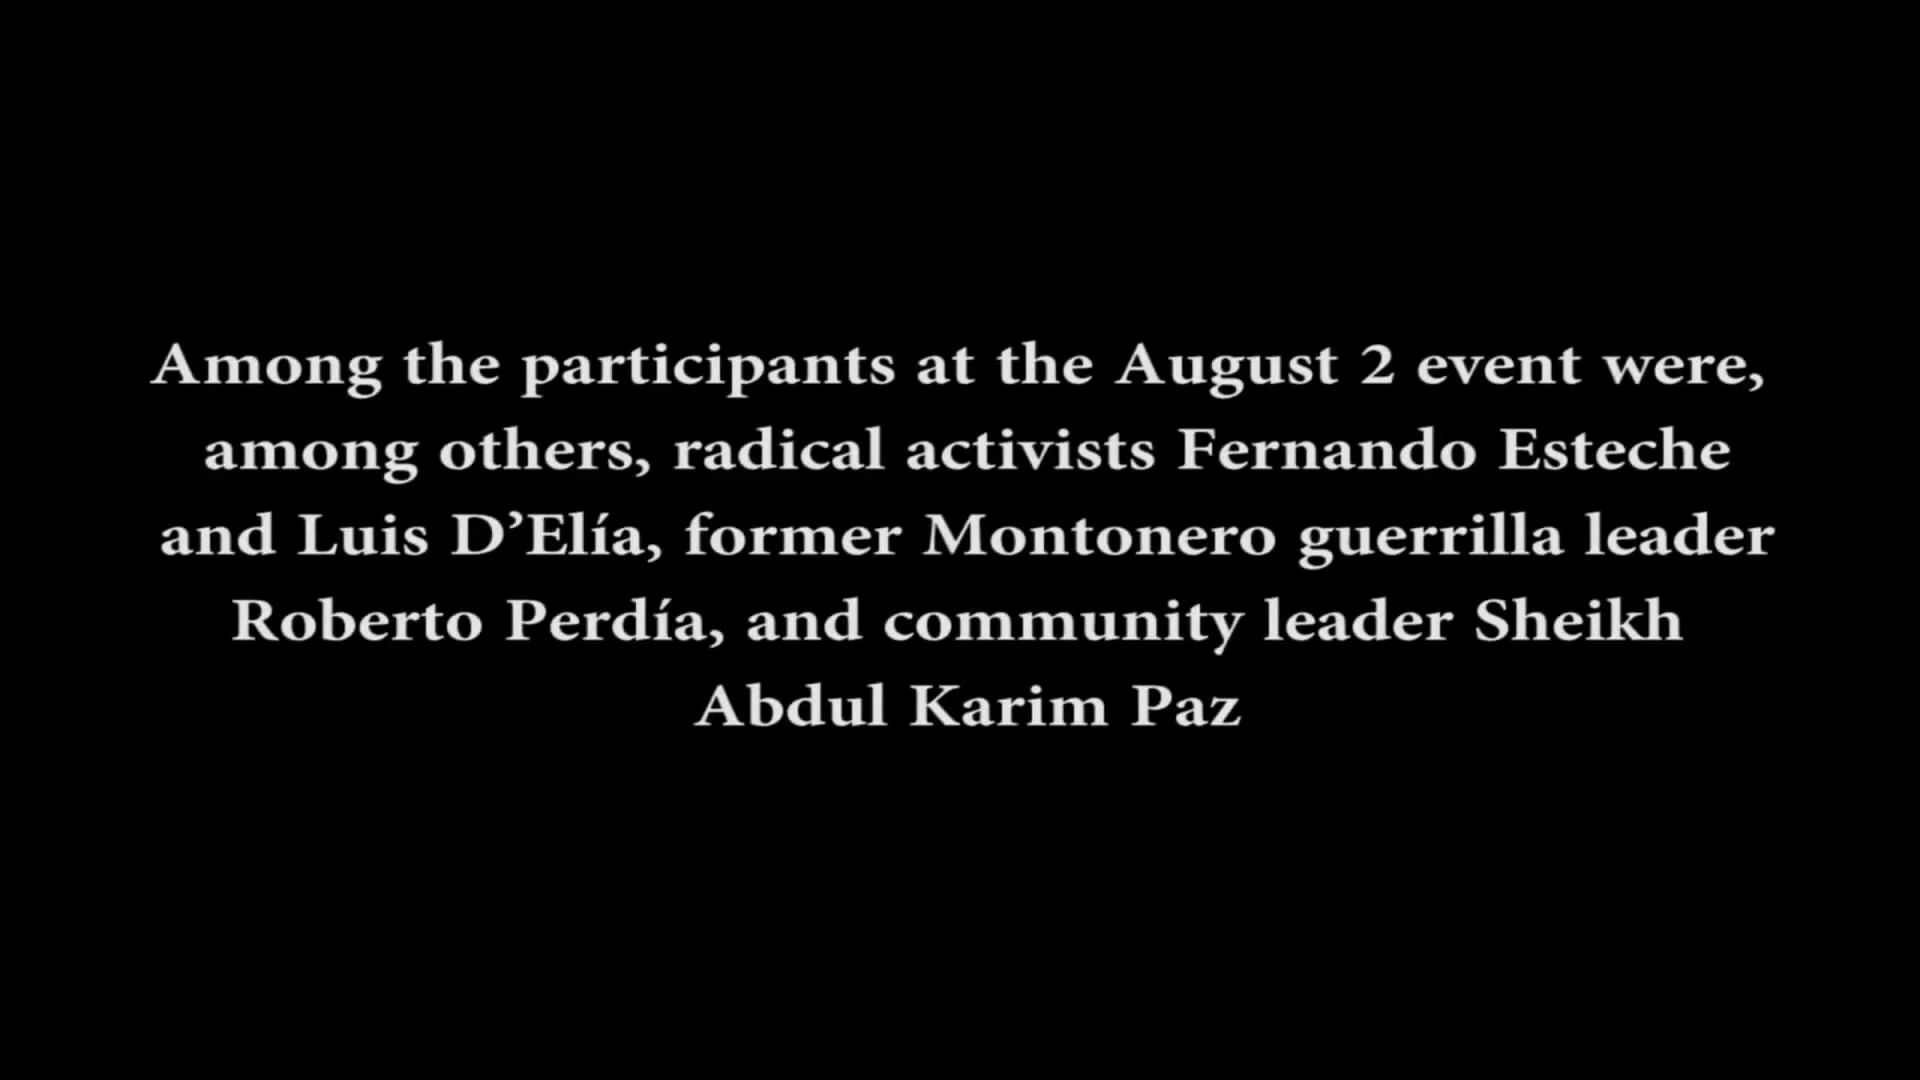 Among the participants at the August 2 event were,
among others, radical activists Fernando Esteche
and Luis D’Elía, former Montonero guerrilla leader
Roberto Perdía, and community leader Sheikh
Abdul Karim Paz